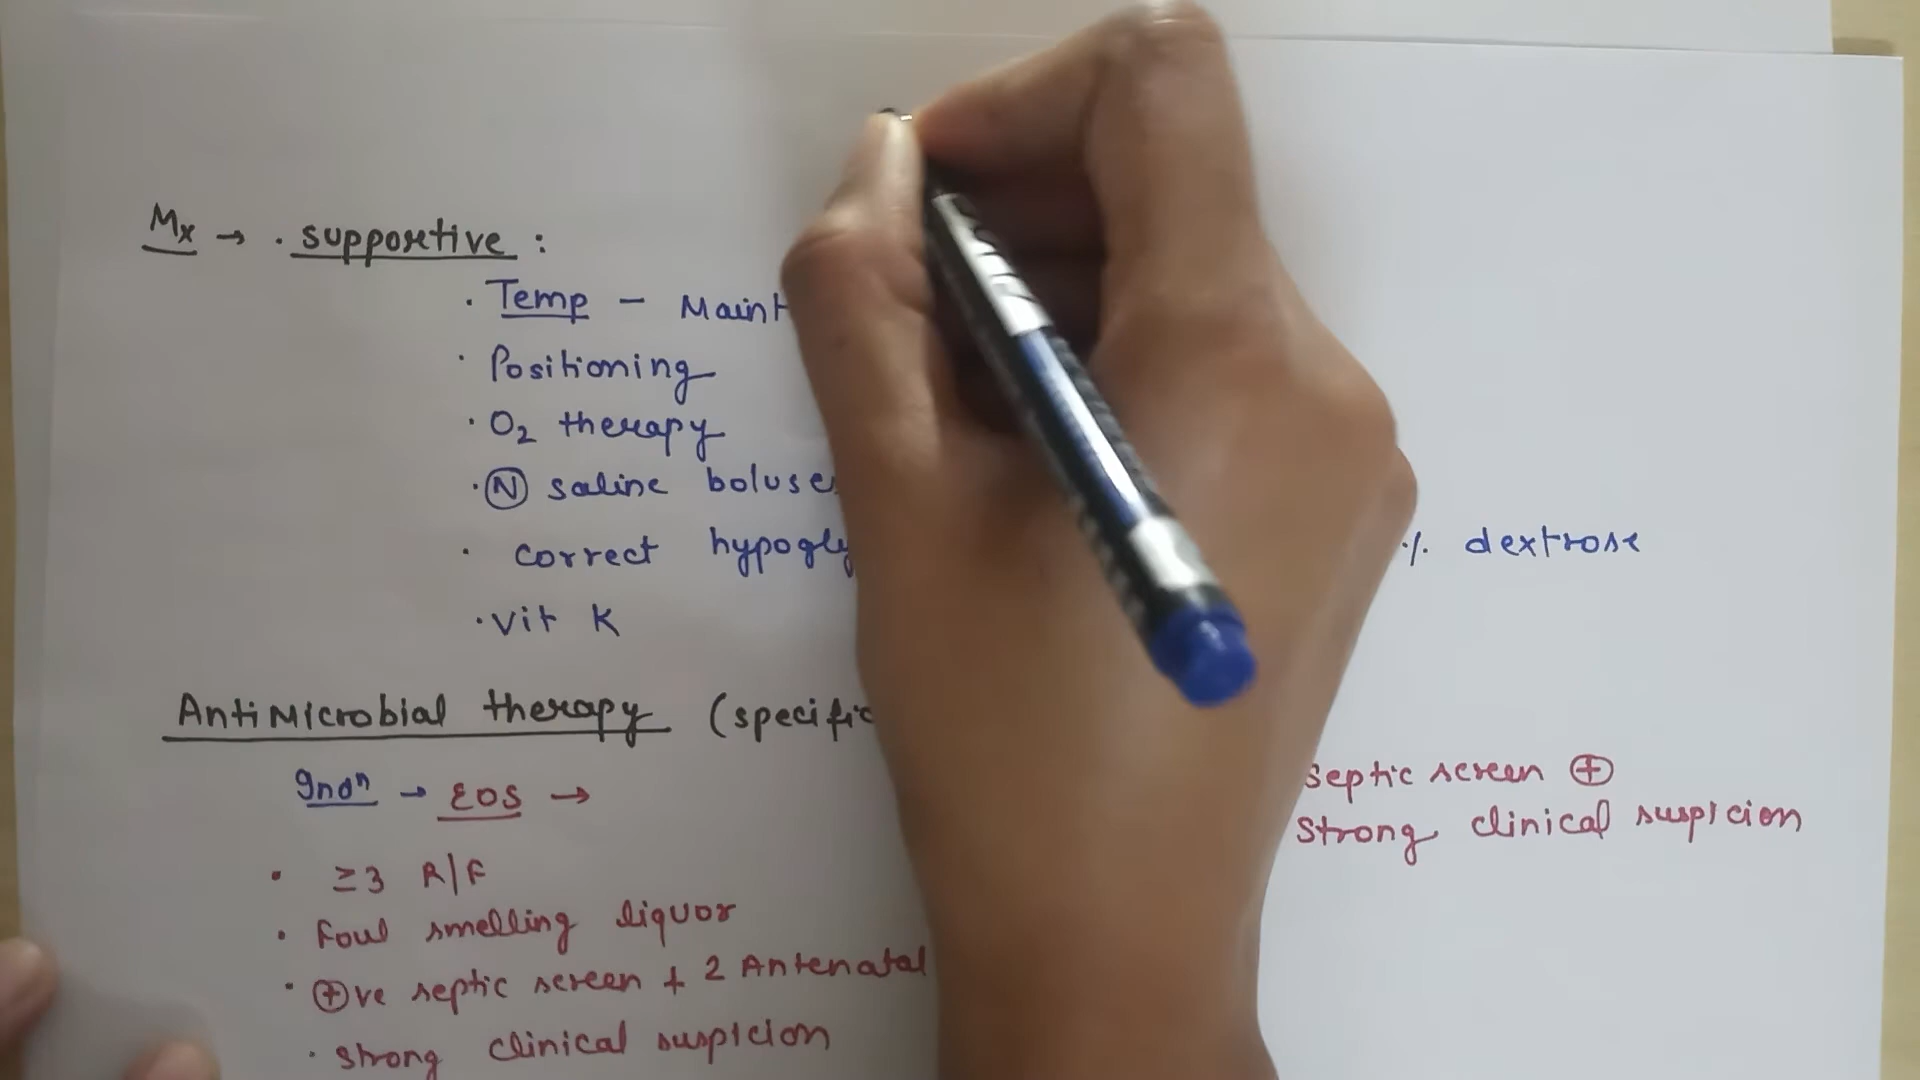 Mx → . supportive :
. Temp - Maint
. Positioning
. O2 therapy
. Ⓝ saline boluse
. correct hypogly % dextrose
. Vit K
AntiMicrobial therapy (specific
Indⁿ → EOS → septic screen ⊕
strong clinical suspicion
. ≥3 R/F
. Foul smelling liquor
. ⊕ve septic screen + 2 Antenatal
. strong clinical suspicion